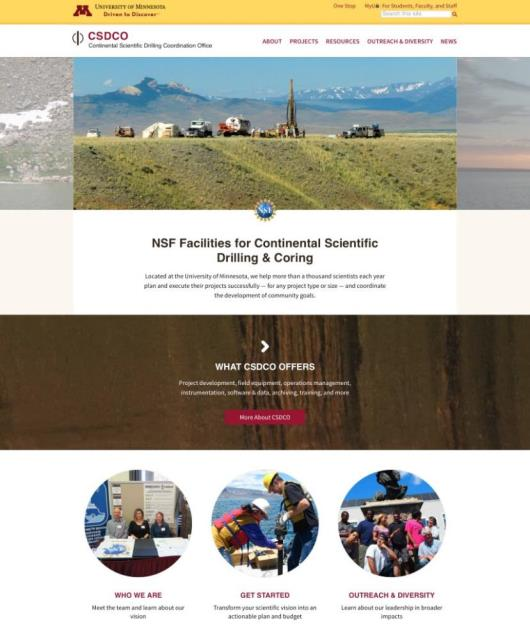 UNIVERSITY OF MINNESOTA
Driven to Discover
One Stop
MyU
For Students, Faculty, and Staff
Search this site
CSDCO
Continental Scientific Drilling Coordination Office
ABOUT PROJECTS RESOURCES OUTREACH & DIVERSITY NEWS
NSF
NSF Facilities for Continental Scientific
Drilling & Coring
Located at the University of Minnesota, we help more than a thousand scientists each year
plan and execute their projects successfully — for any project type or size — and coordinate
the development of community goals.
WHAT CSDCO OFFERS
Project development, field equipment, operations management,
instrumentation, software & data, archiving, training, and more
More About CSDCO
WHO WE ARE
Meet the team and learn about our
vision
GET STARTED
Transform your scientific vision into an
actionable plan and budget
OUTREACH & DIVERSITY
Learn about our leadership in broader
impacts